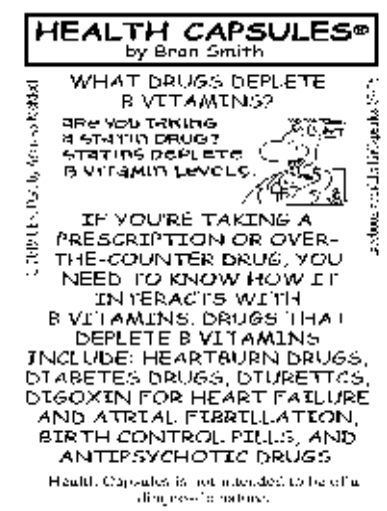 HEALTH CAPSULES®
by Bron Smith
WHAT DRUGS DEPLETE
B VITAMINS?
ARE YOU TAKING
A STATIN DRUG?
STATINS DEPLETE
B VITAMIN LEVELS.
IF YOU'RE TAKING A
PRESCRIPTION OR OVER-
THE-COUNTER DRUG, YOU
NEED TO KNOW HOW IT
INTERACTS WITH
B VITAMINS. DRUGS THAT
DEPLETE B VITAMINS
INCLUDE: HEARTBURN DRUGS,
DIABETES DRUGS, DIURETICS,
DIGOXIN FOR HEART FAILURE
AND ATRIAL FIBRILLATION,
BIRTH CONTROL PILLS, AND
ANTIPSYCHOTIC DRUGS
Health Capsules is not intended to be of a
diagnostic nature.